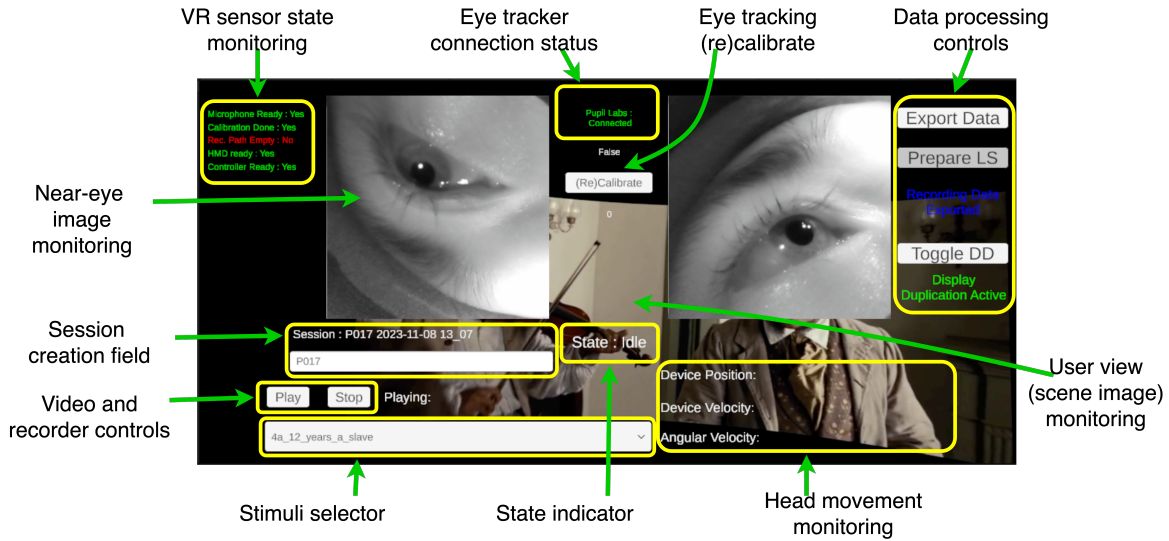 VR sensor state
monitoring
Eye tracker
connection status
Eye tracking
(re)calibrate
Data processing
controls
Microphone Ready : Yes
Calibration Done : Yes
Rec. Path Empty : No
HMD ready : Yes
Controller Ready : Yes
Pupil Labs :
Connected
False
(Re)Calibrate
0
Export Data
Prepare LS
Recording Data
Exported
Toggle DD
Display
Duplication Active
Near-eye
image
monitoring
Session
creation field
Session : P017 2023-11-08 13_07
P017
State : Idle
Video and
recorder controls
Play
Stop
Playing:
4a_12_years_a_slave
Device Position:
Device Velocity:
Angular Velocity:
User view
(scene image)
monitoring
Stimuli selector
State indicator
Head movement
monitoring